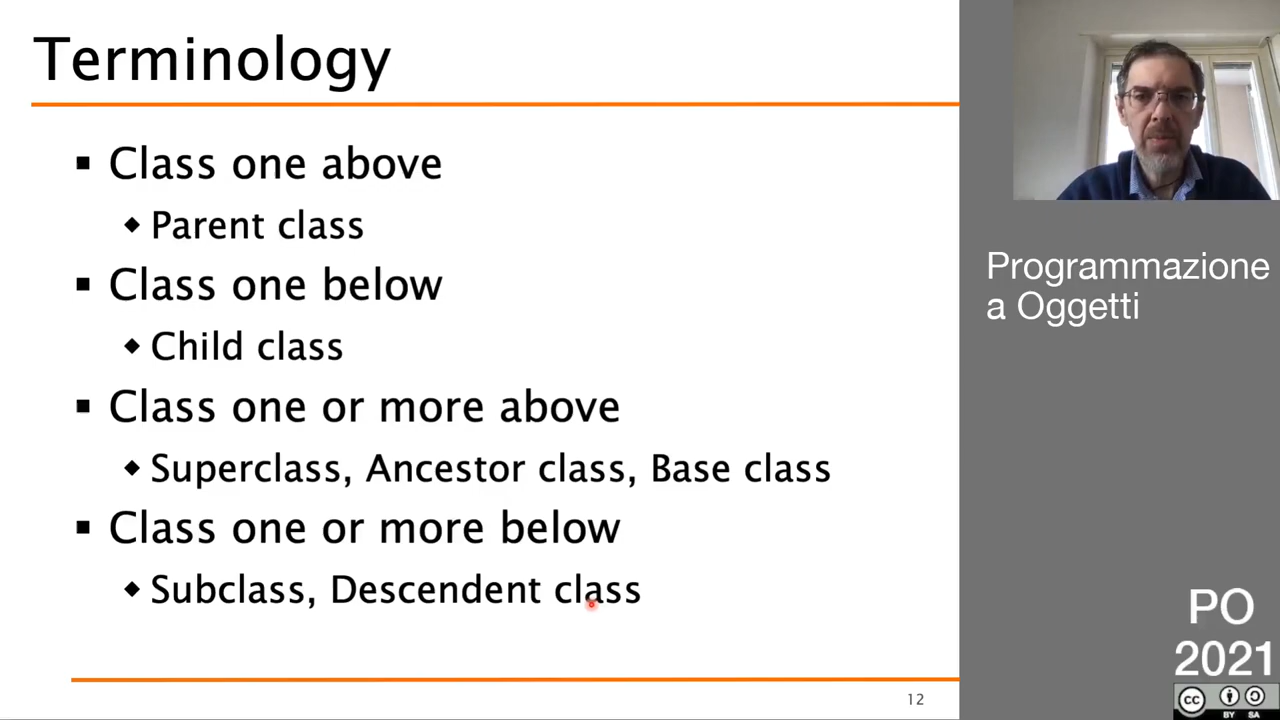 Terminology
▪ Class one above
◆ Parent class
▪ Class one below
◆ Child class
▪ Class one or more above
◆ Superclass, Ancestor class, Base class
▪ Class one or more below
◆ Subclass, Descendent class
12
Programmazione
a Oggetti
PO
2021
cc
BY SA